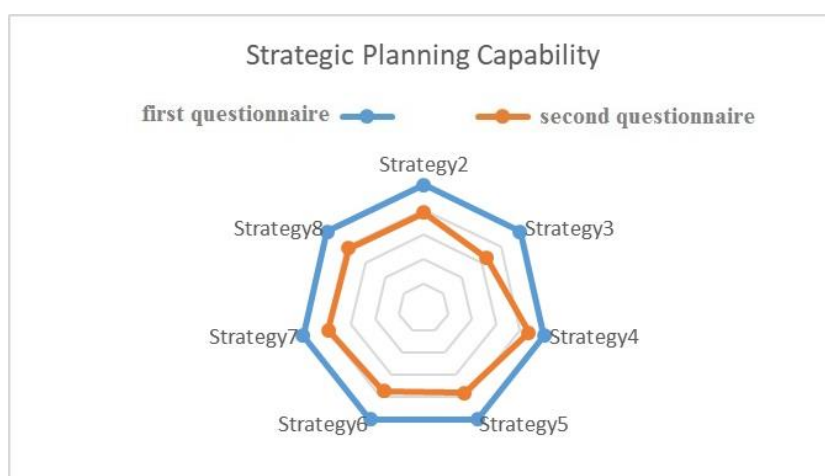 Strategic Planning Capability
first questionnaire
second questionnaire
Strategy2
Strategy8
Strategy3
Strategy7
Strategy4
Strategy6
Strategy5